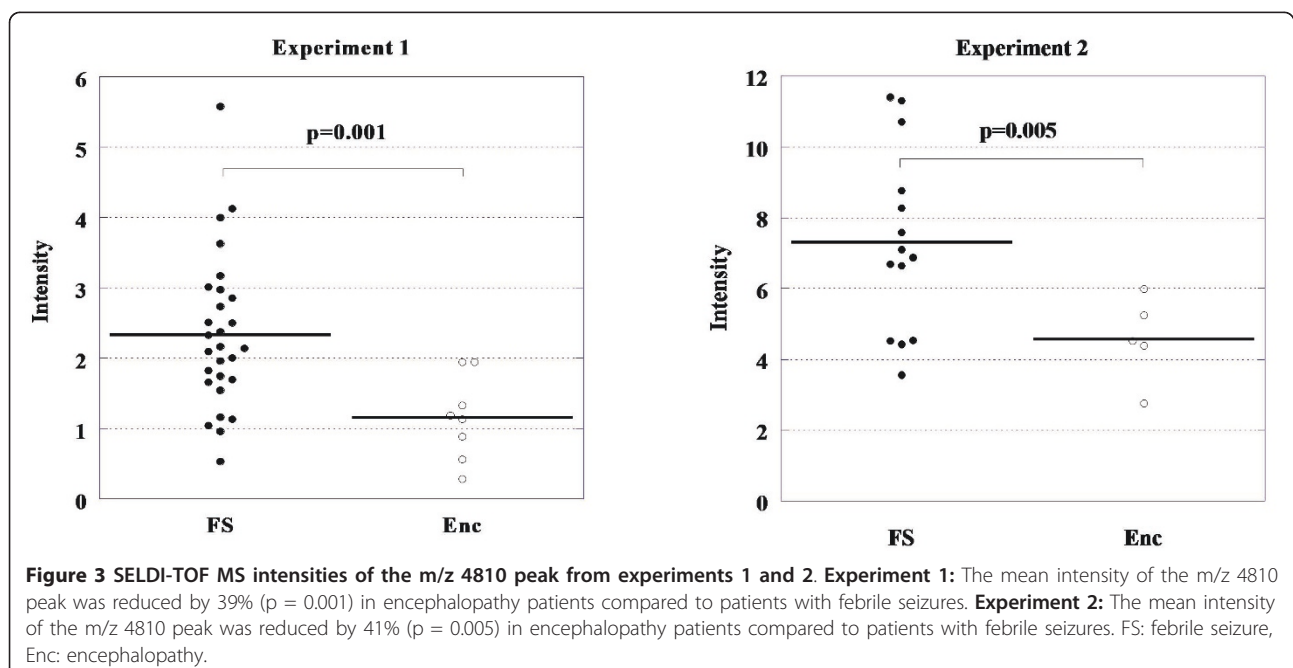 Experiment 1
6
5
4
3
2
1
0
Intensity
p=0.001
FS
Enc
Experiment 2
12
10
8
6
4
2
0
Intensity
p=0.005
FS
Enc
Figure 3 SELDI-TOF MS intensities of the m/z 4810 peak from experiments 1 and 2. Experiment 1: The mean intensity of the m/z 4810
peak was reduced by 39% (p = 0.001) in encephalopathy patients compared to patients with febrile seizures. Experiment 2: The mean intensity
of the m/z 4810 peak was reduced by 41% (p = 0.005) in encephalopathy patients compared to patients with febrile seizures. FS: febrile seizure,
Enc: encephalopathy.